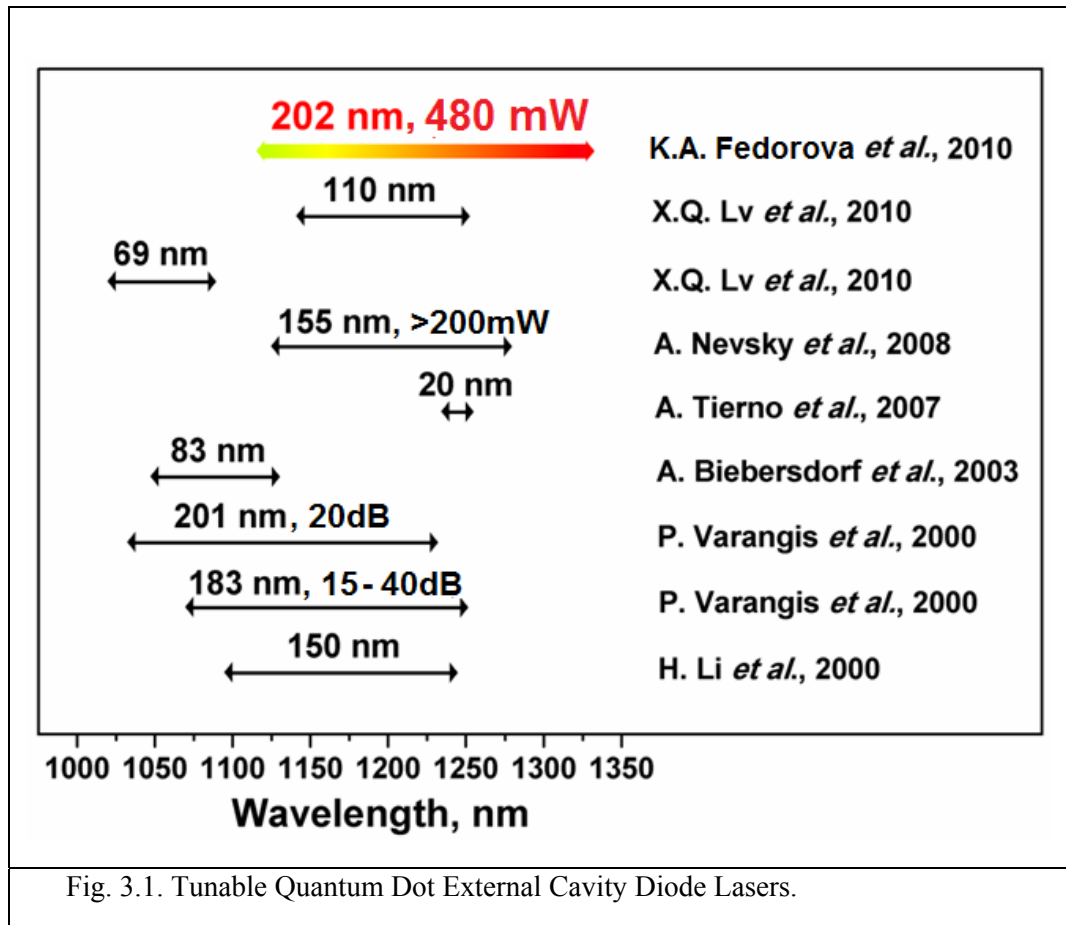 202 nm, 480 mW
K.A. Fedorova et al., 2010
110 nm
X.Q. Lv et al., 2010
69 nm
X.Q. Lv et al., 2010
155 nm, >200mW
A. Nevsky et al., 2008
20 nm
A. Tierno et al., 2007
83 nm
A. Biebersdorf et al., 2003
201 nm, 20dB
P. Varangis et al., 2000
183 nm, 15-40dB
P. Varangis et al., 2000
150 nm
H. Li et al., 2000
1000 1050 1100 1150 1200 1250 1300 1350
Wavelength, nm
Fig. 3.1. Tunable Quantum Dot External Cavity Diode Lasers.